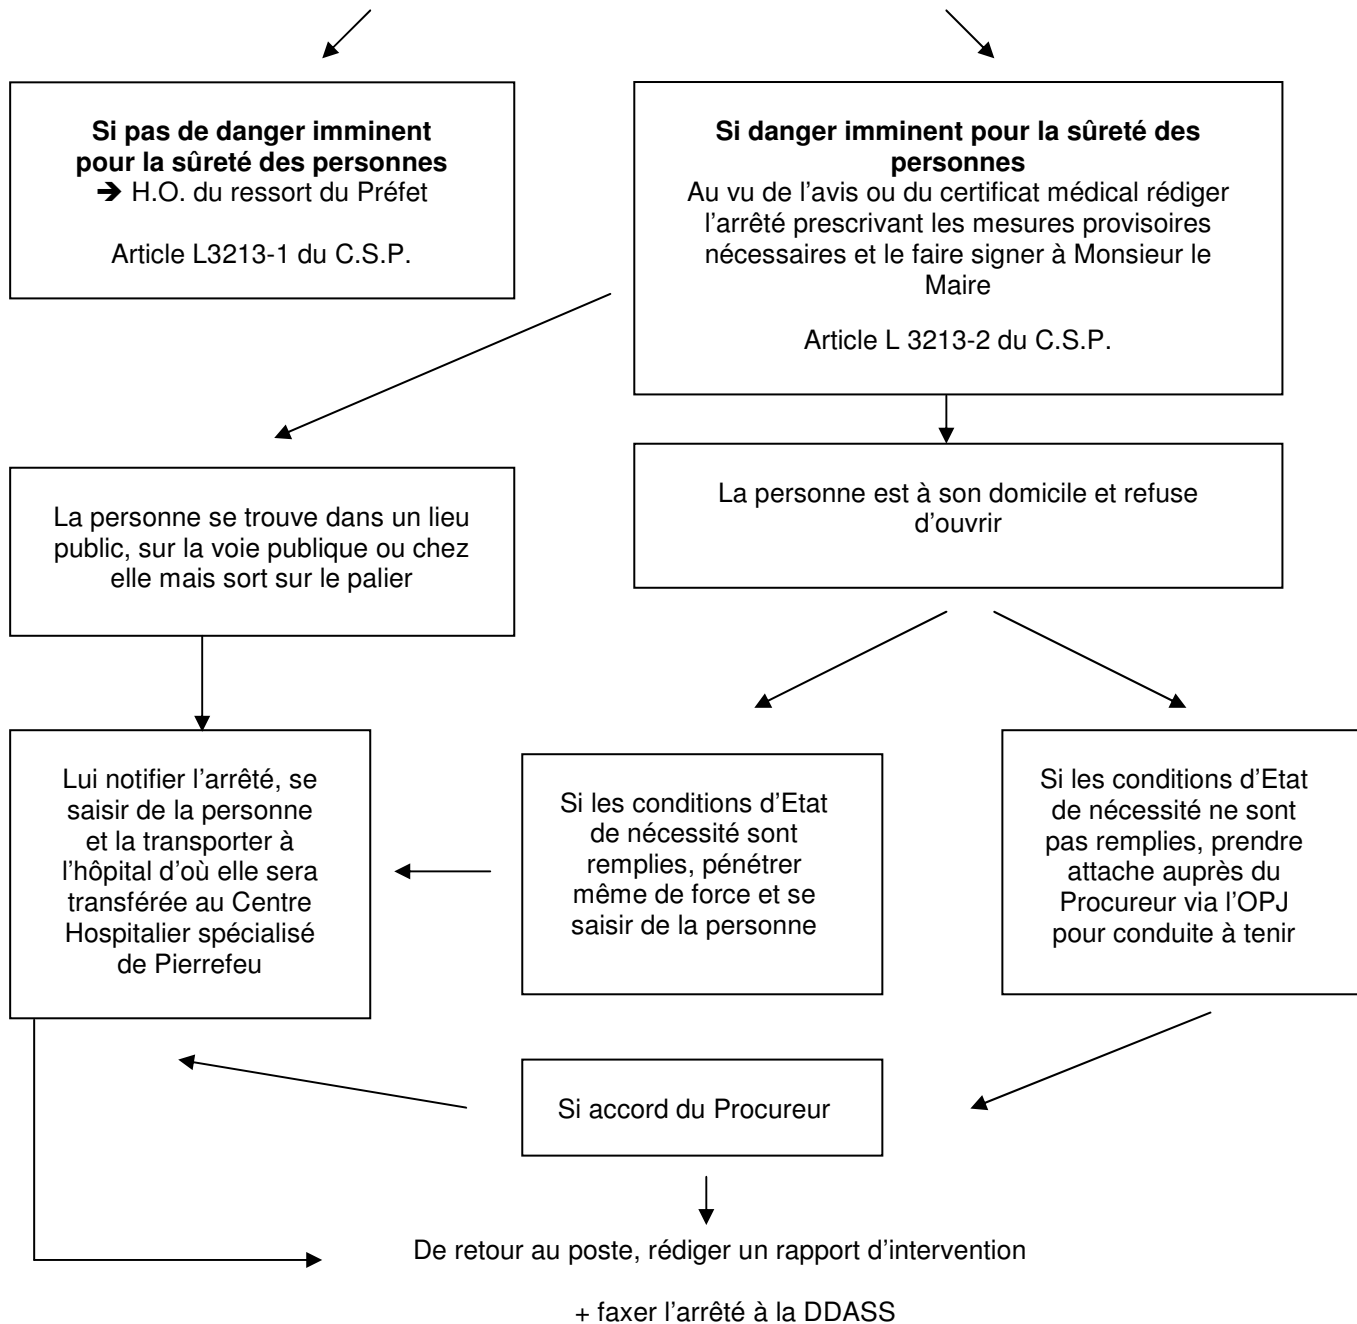 Si pas de danger imminent
pour la sûreté des personnes
➔ H.O. du ressort du Préfet
Article L3213-1 du C.S.P.
Si danger imminent pour la sûreté des
personnes
Au vu de l’avis ou du certificat médical rédiger
l’arrêté prescrivant les mesures provisoires
nécessaires et le faire signer à Monsieur le
Maire
Article L 3213-2 du C.S.P.
La personne se trouve dans un lieu
public, sur la voie publique ou chez
elle mais sort sur le palier
La personne est à son domicile et refuse
d’ouvrir
Lui notifier l’arrêté, se
saisir de la personne
et la transporter à
l’hôpital d’où elle sera
transférée au Centre
Hospitalier spécialisé
de Pierrefeu
Si les conditions d’Etat
de nécessité sont
remplies, pénétrer
même de force et se
saisir de la personne
Si les conditions d’Etat
de nécessité ne sont
pas remplies, prendre
attache auprès du
Procureur via l’OPJ
pour conduite à tenir
Si accord du Procureur
De retour au poste, rédiger un rapport d’intervention
+ faxer l’arrêté à la DDASS